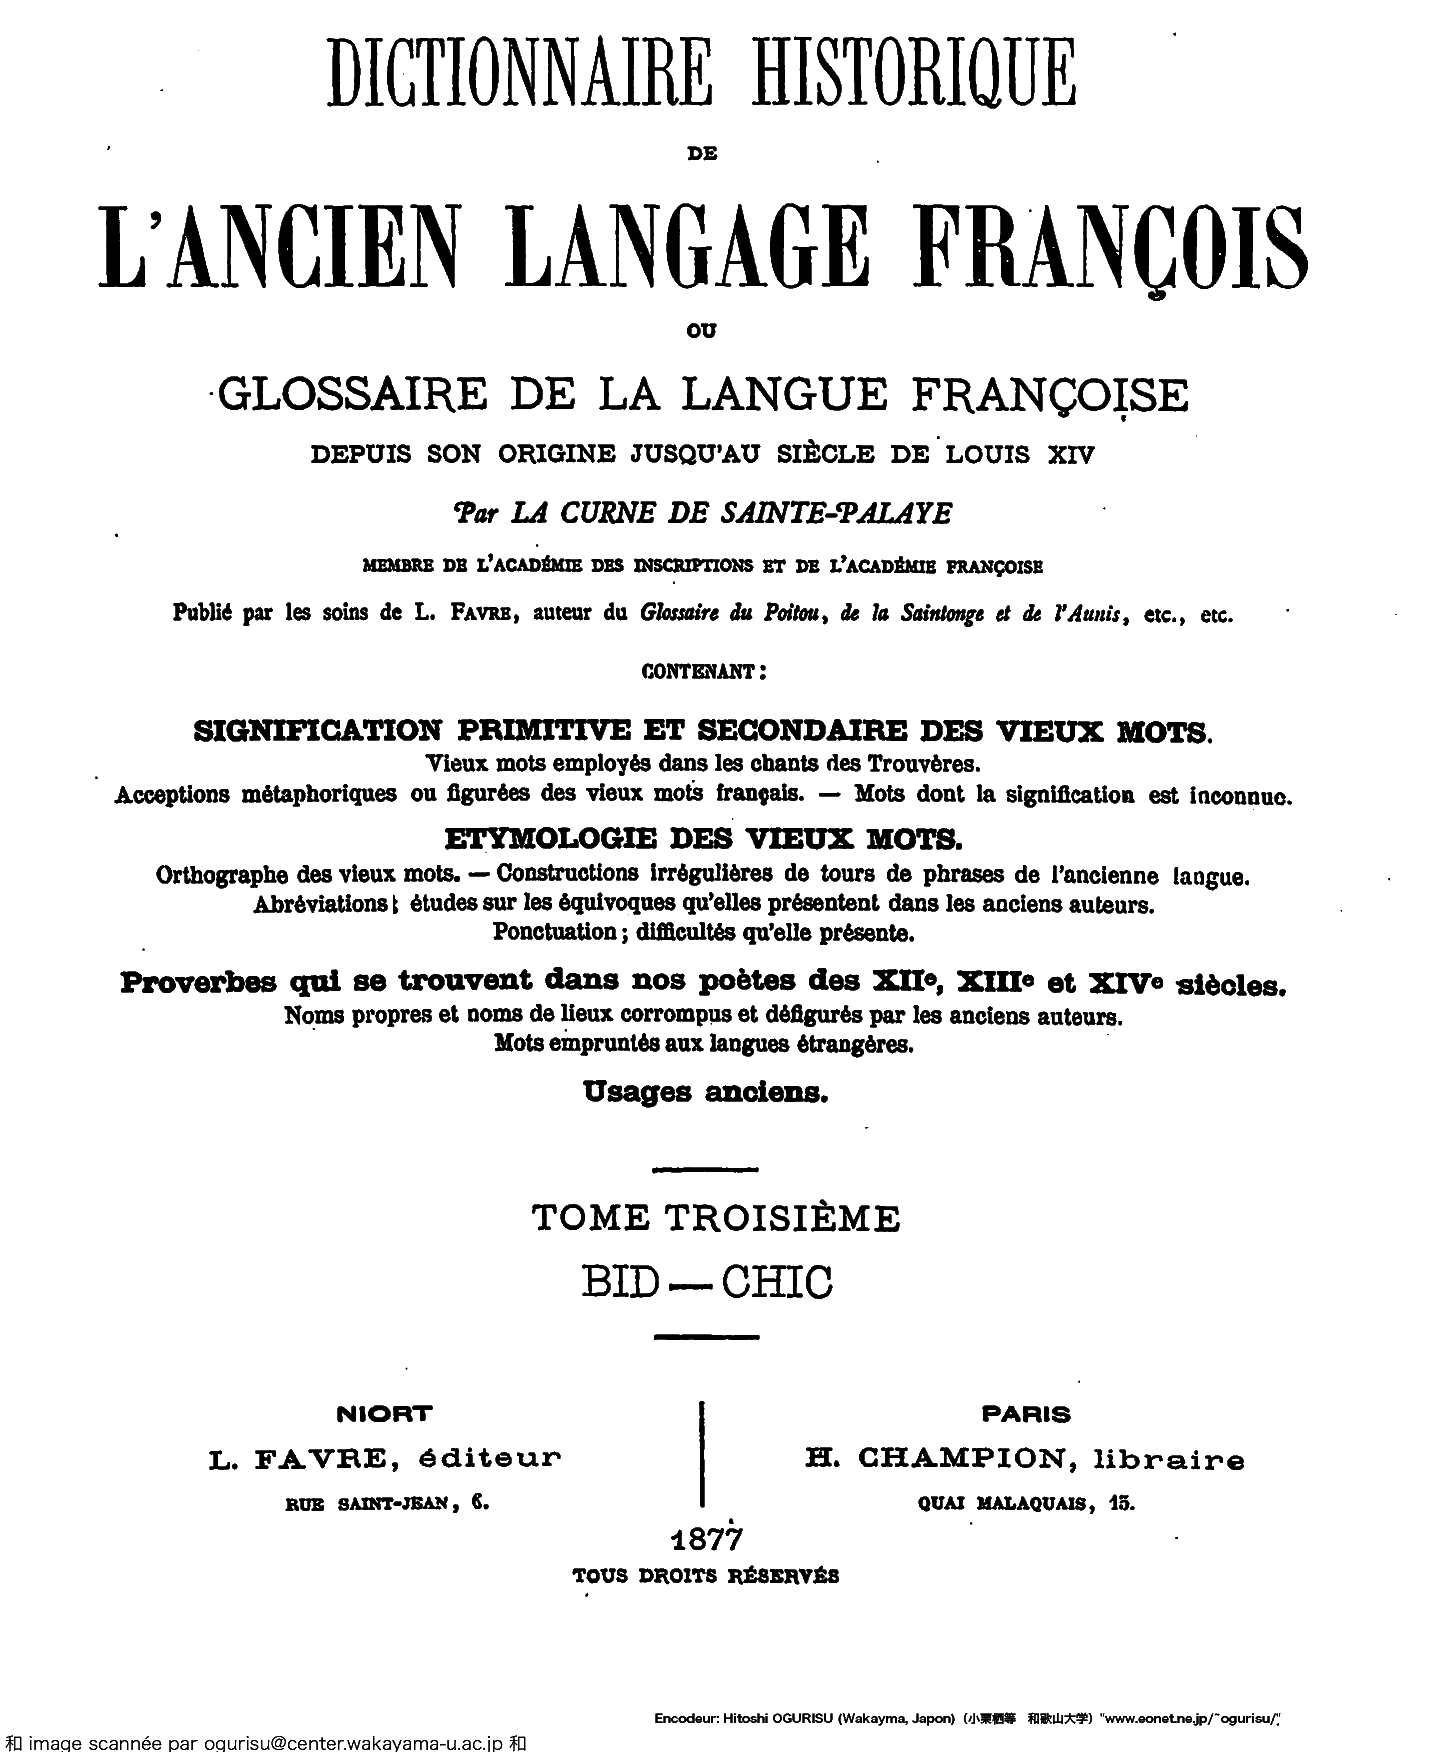 DICTIONNAIRE HISTORIQUE
DE
L'ANCIEN LANGAGE FRANÇOIS
OU
GLOSSAIRE DE LA LANGUE FRANÇOISE
DEPUIS SON ORIGINE JUSQU'AU SIÈCLE DE LOUIS XIV
Par LA CURNE DE SAINTE-PALAYE
MEMBRE DE L'ACADÉMIE DES INSCRIPTIONS ET DE L'ACADÉMIE FRANÇOISE
Publié par les soins de L. FAVRE, auteur du Glossaire du Poitou, de la Saintonge et de l'Aunis, etc., etc.
CONTENANT :
SIGNIFICATION PRIMITIVE ET SECONDAIRE DES VIEUX MOTS.
Vieux mots employés dans les chants des Trouvères.
Acceptions métaphoriques ou figurées des vieux mots français. — Mots dont la signification est inconnue.
ETYMOLOGIE DES VIEUX MOTS.
Orthographe des vieux mots. — Constructions irrégulières de tours de phrases de l'ancienne langue.
Abréviations ; études sur les équivoques qu'elles présentent dans les anciens auteurs.
Ponctuation ; difficultés qu'elle présente.
Proverbes qui se trouvent dans nos poètes des XIIe, XIIIe et XIVe siècles.
Noms propres et noms de lieux corrompus et défigurés par les anciens auteurs.
Mots empruntés aux langues étrangères.
Usages anciens.
TOME TROISIÈME
BID — CHIC
NIORT
L. FAVRE, éditeur
RUE SAINT-JEAN, 6.
PARIS
H. CHAMPION, libraire
QUAI MALAQUAIS, 15.
1877
TOUS DROITS RÉSERVÉS
Encodeur: Hitoshi OGURISU (Wakayma, Japon) (小栗栖等 和歌山大学) "www.eonet.ne.jp/~ogurisu/"
和 image scannée par ogurisu@center.wakayama-u.ac.jp 和